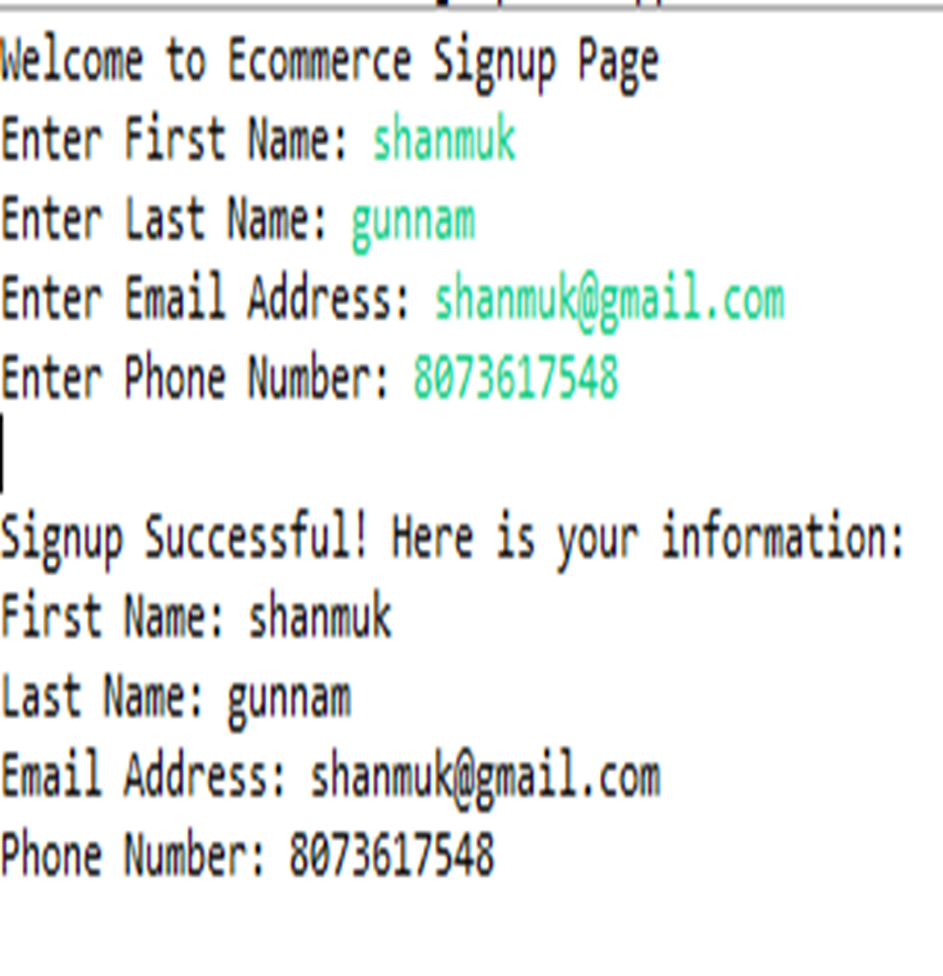 Welcome to Ecommerce Signup Page
Enter First Name: shanmuk
Enter Last Name: gunnam
Enter Email Address: shanmuk@gmail.com
Enter Phone Number: 8073617548
Signup Successful! Here is your information:
First Name: shanmuk
Last Name: gunnam
Email Address: shanmuk@gmail.com
Phone Number: 8073617548